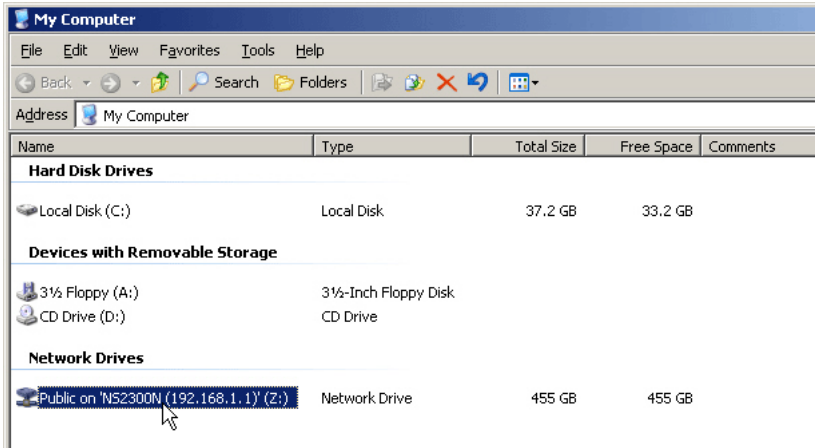 My Computer
File Edit View Favorites Tools Help
Back Search Folders
Address My Computer
Name Type Total Size Free Space Comments
Hard Disk Drives
Local Disk (C:) Local Disk 37.2 GB 33.2 GB
Devices with Removable Storage
3½ Floppy (A:) 3½-Inch Floppy Disk
CD Drive (D:) CD Drive
Network Drives
Public on 'NS2300N (192.168.1.1)' (Z:) Network Drive 455 GB 455 GB